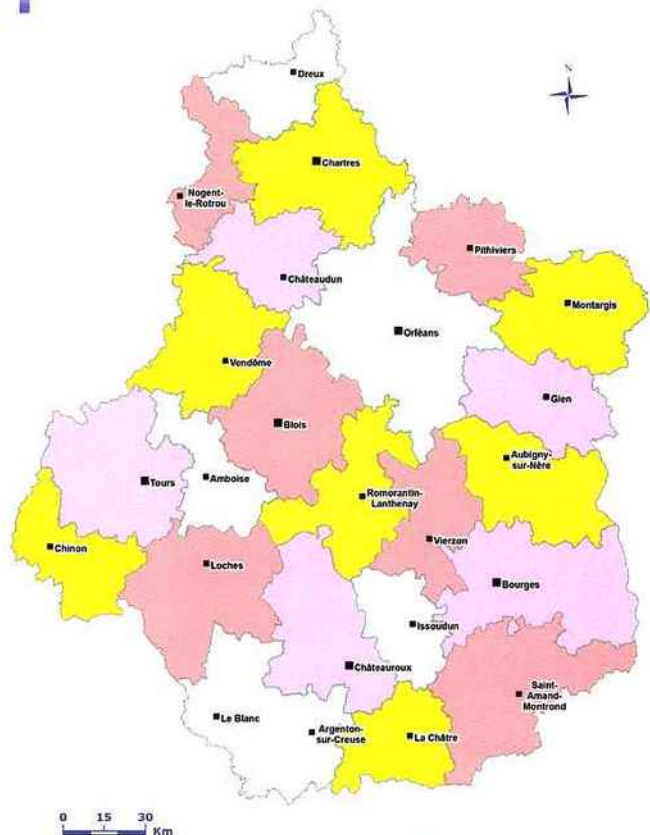 N
Dreux
Chartres
Nogent-
le-Rotrou
Pithiviers
Châteaudun
Montargis
Orléans
Vendôme
Gien
Blois
Aubigny-
sur-Nère
Tours
Amboise
Romorantin-
Lanthenay
Vierzon
Chinon
Loches
Bourges
Issoudun
Châteauroux
Saint-
Amand-
Montrond
Le Blanc
Argenton-
sur-Creuse
La Châtre
0 15 30
Km